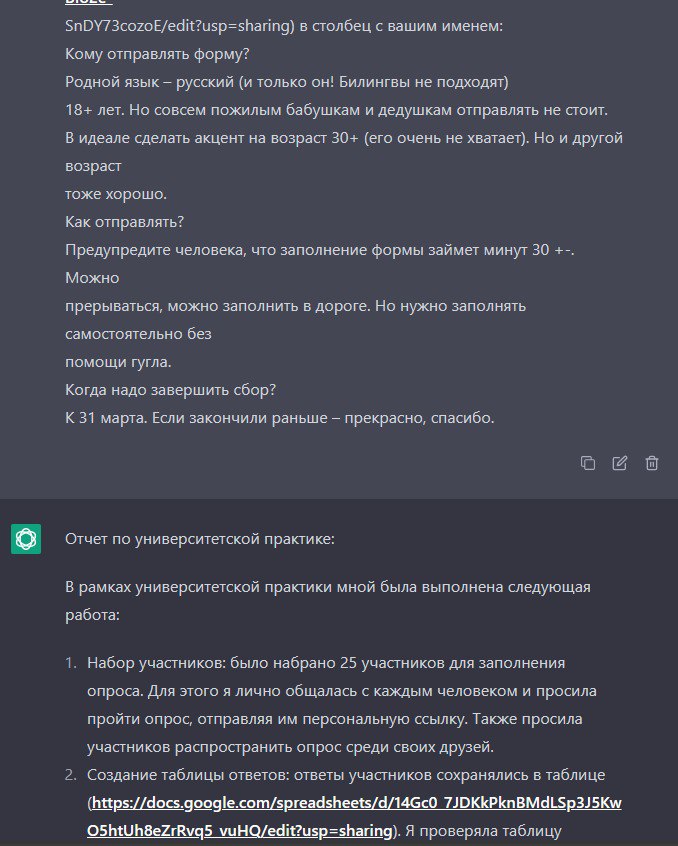 SnDY73cozoE/edit?usp=sharing) в столбец с вашим именем:
Кому отправлять форму?
Родной язык – русский (и только он! Билингвы не подходят)
18+ лет. Но совсем пожилым бабушкам и дедушкам отправлять не стоит.
В идеале сделать акцент на возраст 30+ (его очень не хватает). Но и другой
возраст
тоже хорошо.
Как отправлять?
Предупредите человека, что заполнение формы займет минут 30 +-.
Можно
прерываться, можно заполнить в дороге. Но нужно заполнять
самостоятельно без
помощи гугла.
Когда надо завершить сбор?
К 31 марта. Если закончили раньше – прекрасно, спасибо.
Отчет по университетской практике:
В рамках университетской практики мной была выполнена следующая
работа:
1. Набор участников: было набрано 25 участников для заполнения
опроса. Для этого я лично общалась с каждым человеком и просила
пройти опрос, отправляя им персональную ссылку. Также просила
участников распространить опрос среди своих друзей.
2. Создание таблицы ответов: ответы участников сохранялись в таблице
(https://docs.google.com/spreadsheets/d/14Gc0_7JDKkPknBMdLSp3J5Kw
O5htUh8eZrRvq5_vuHQ/edit?usp=sharing). Я проверяла таблицу